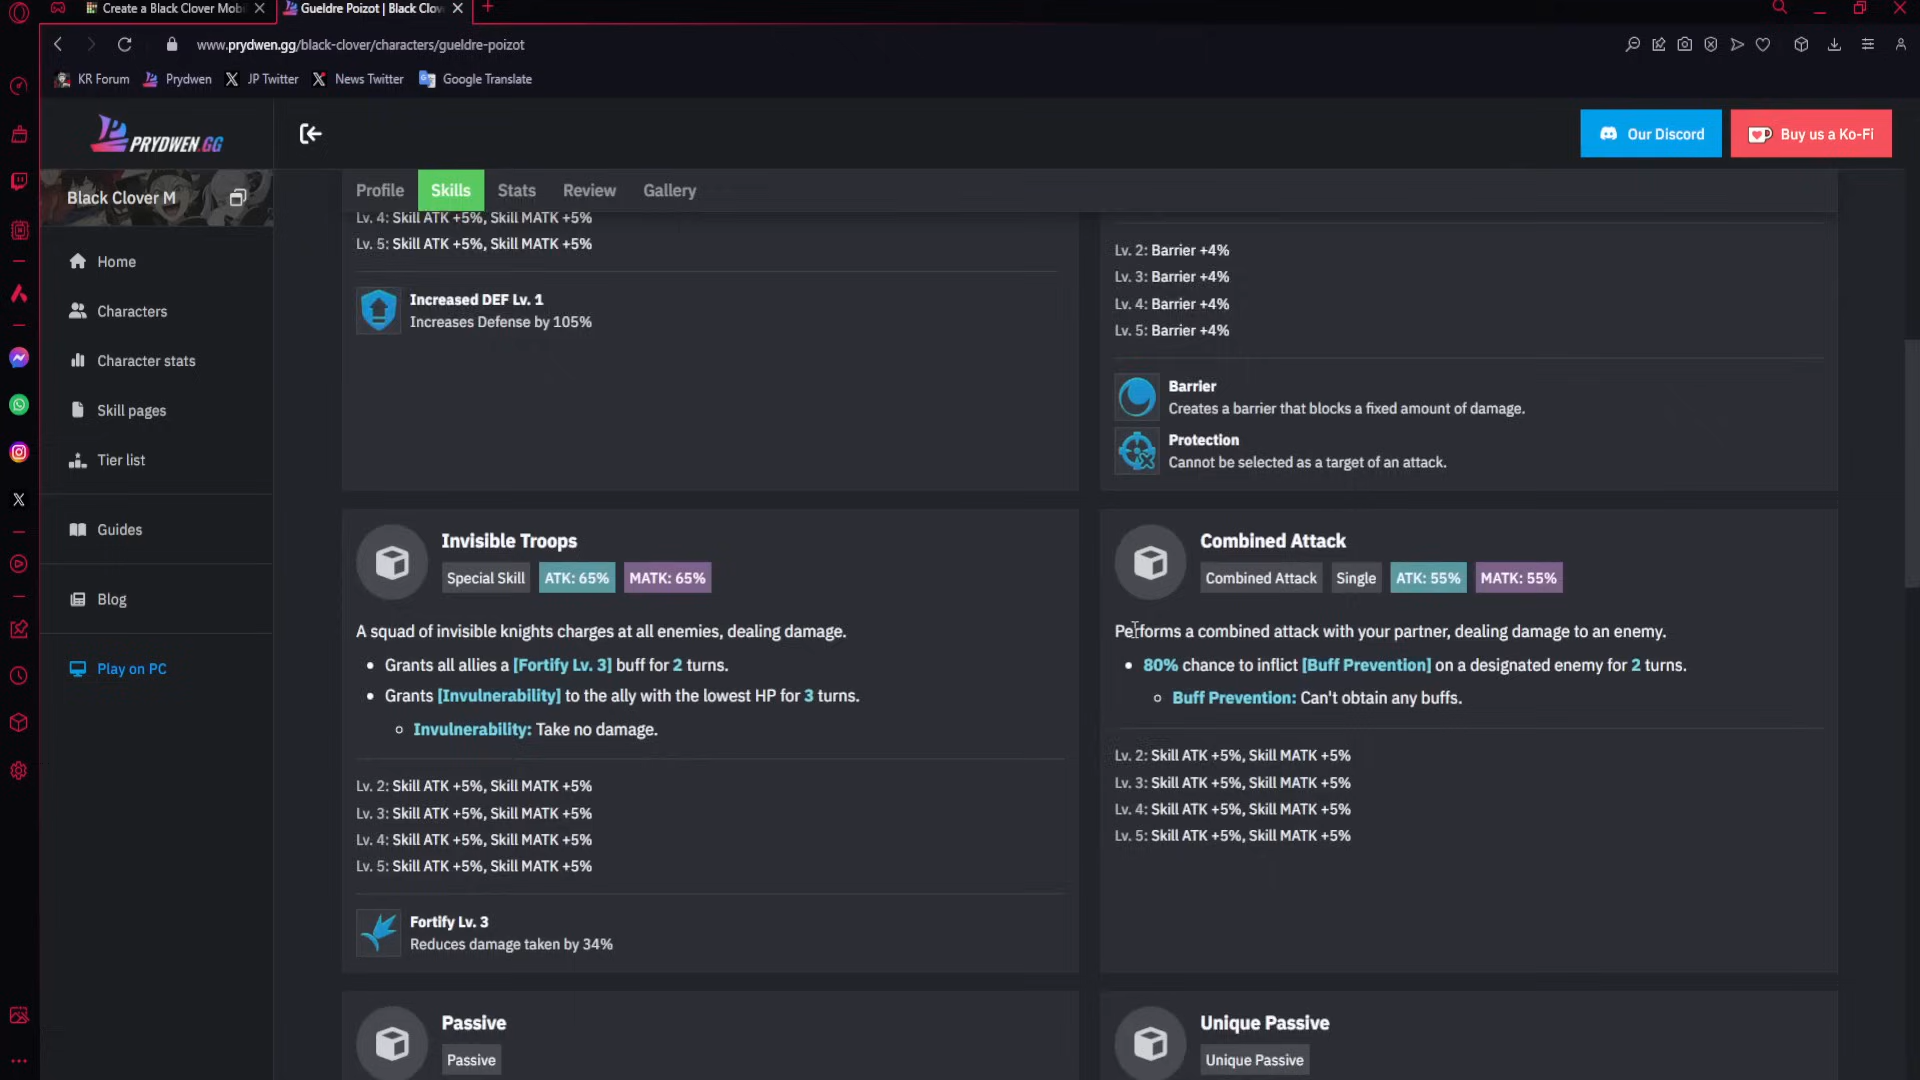 Create a Black Clover Mobi
Gueldre Poizot | Black Clov
www.prydwen.gg/black-clover/characters/gueldre-poizot
KR Forum
Prydwen
JP Twitter
News Twitter
Google Translate
PRYDWEN.GG
Our Discord
Buy us a Ko-Fi
Black Clover M
Home
Characters
Character stats
Skill pages
Tier list
Guides
Blog
Play on PC
Profile
Skills
Stats
Review
Gallery
Lv. 4: Skill ATK +5%, Skill MATK +5%
Lv. 5: Skill ATK +5%, Skill MATK +5%
Increased DEF Lv. 1
Increases Defense by 105%
Lv. 2: Barrier +4%
Lv. 3: Barrier +4%
Lv. 4: Barrier +4%
Lv. 5: Barrier +4%
Barrier
Creates a barrier that blocks a fixed amount of damage.
Protection
Cannot be selected as a target of an attack.
Invisible Troops
Special Skill ATK: 65% MATK: 65%
A squad of invisible knights charges at all enemies, dealing damage.
Grants all allies a [Fortify Lv. 3] buff for 2 turns.
Grants [Invulnerability] to the ally with the lowest HP for 3 turns.
Invulnerability: Take no damage.
Lv. 2: Skill ATK +5%, Skill MATK +5%
Lv. 3: Skill ATK +5%, Skill MATK +5%
Lv. 4: Skill ATK +5%, Skill MATK +5%
Lv. 5: Skill ATK +5%, Skill MATK +5%
Fortify Lv. 3
Reduces damage taken by 34%
Combined Attack
Combined Attack Single ATK: 55% MATK: 55%
Performs a combined attack with your partner, dealing damage to an enemy.
80% chance to inflict [Buff Prevention] on a designated enemy for 2 turns.
Buff Prevention: Can't obtain any buffs.
Lv. 2: Skill ATK +5%, Skill MATK +5%
Lv. 3: Skill ATK +5%, Skill MATK +5%
Lv. 4: Skill ATK +5%, Skill MATK +5%
Lv. 5: Skill ATK +5%, Skill MATK +5%
Passive
Passive
Unique Passive
Unique Passive